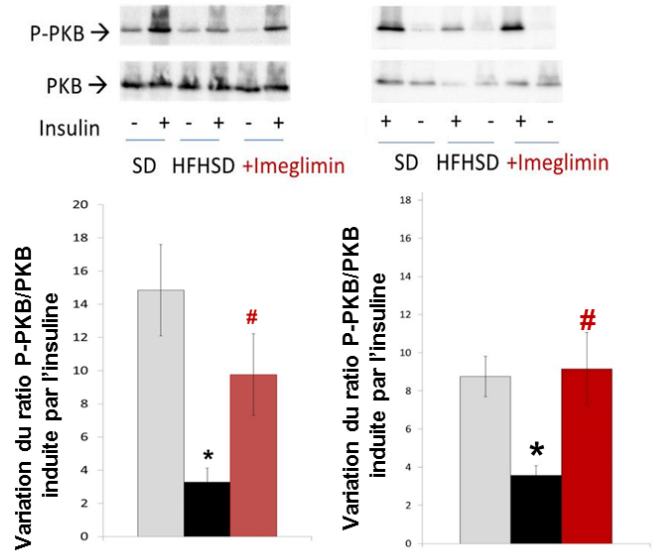 P-PKB →
PKB →
Insulin - + - + - +
SD HFHSD +Imeglimin
+ - + - + -
SD HFHSD +Imeglimin
Variation du ratio P-PKB/PKB
induite par l'insuline
20
18
16
14
12
10
8
6
4
2
0
*
#
Variation du ratio P-PKB/PKB
induite par l'insuline
18
16
14
12
10
8
6
4
2
0
*
#